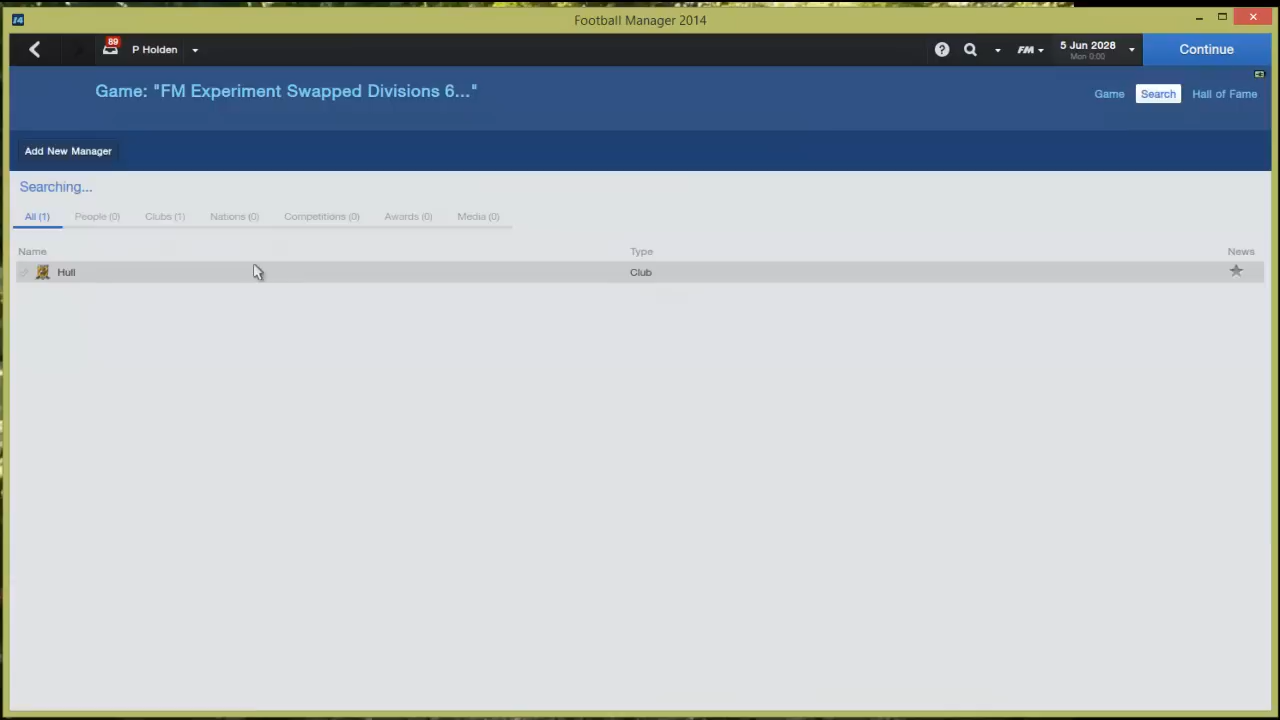 Football Manager 2014
89
P Holden
FM
5 Jun 2028
Mon 0:00
Continue
Game: "FM Experiment Swapped Divisions 6..."
Game
Search
Hall of Fame
Add New Manager
Searching...
All (1)
People (0)
Clubs (1)
Nations (0)
Competitions (0)
Awards (0)
Media (0)
Name
Type
News
Hull
Club